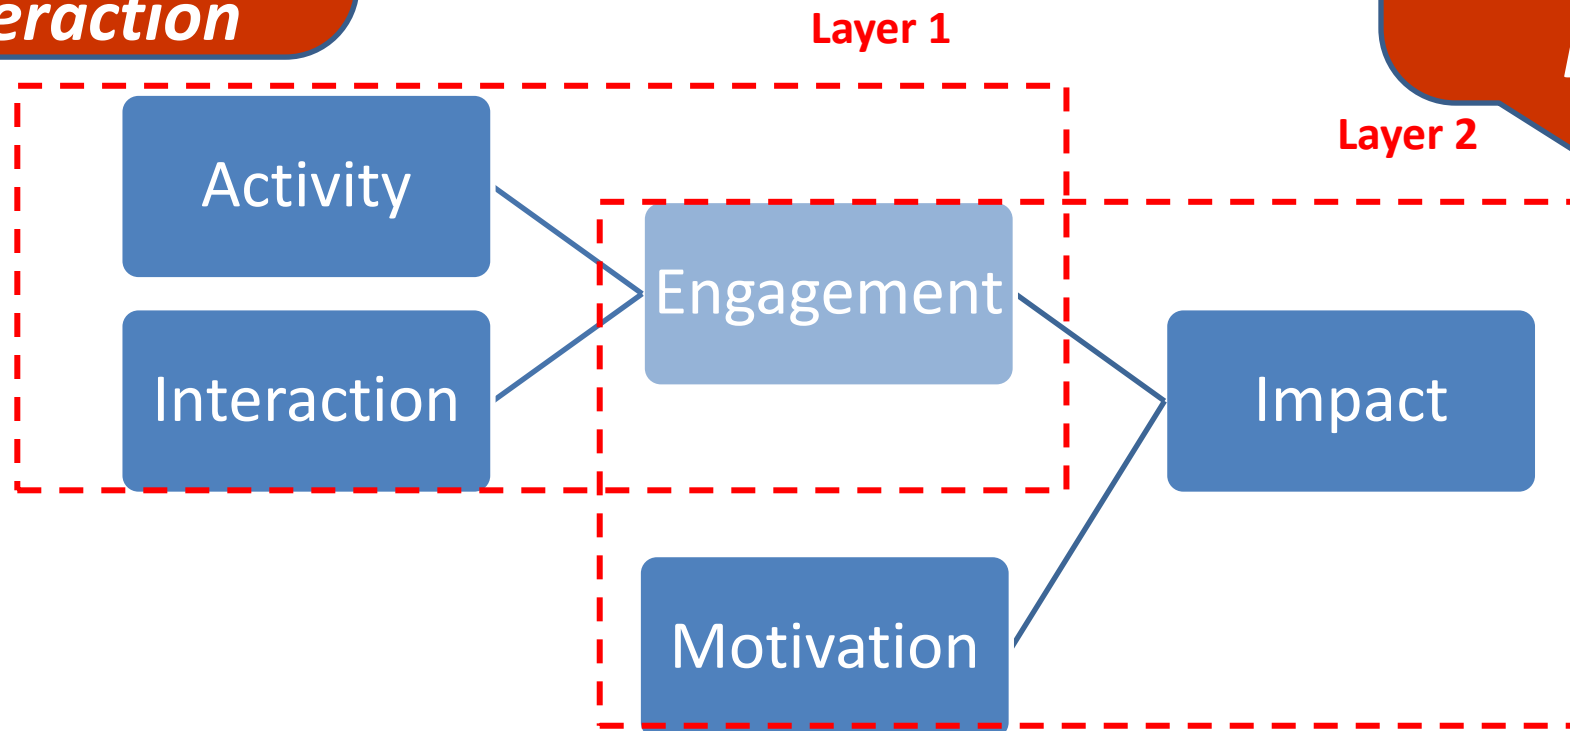 eraction
Layer 1
Layer 2
Activity
Engagement
Interaction
Impact
Motivation